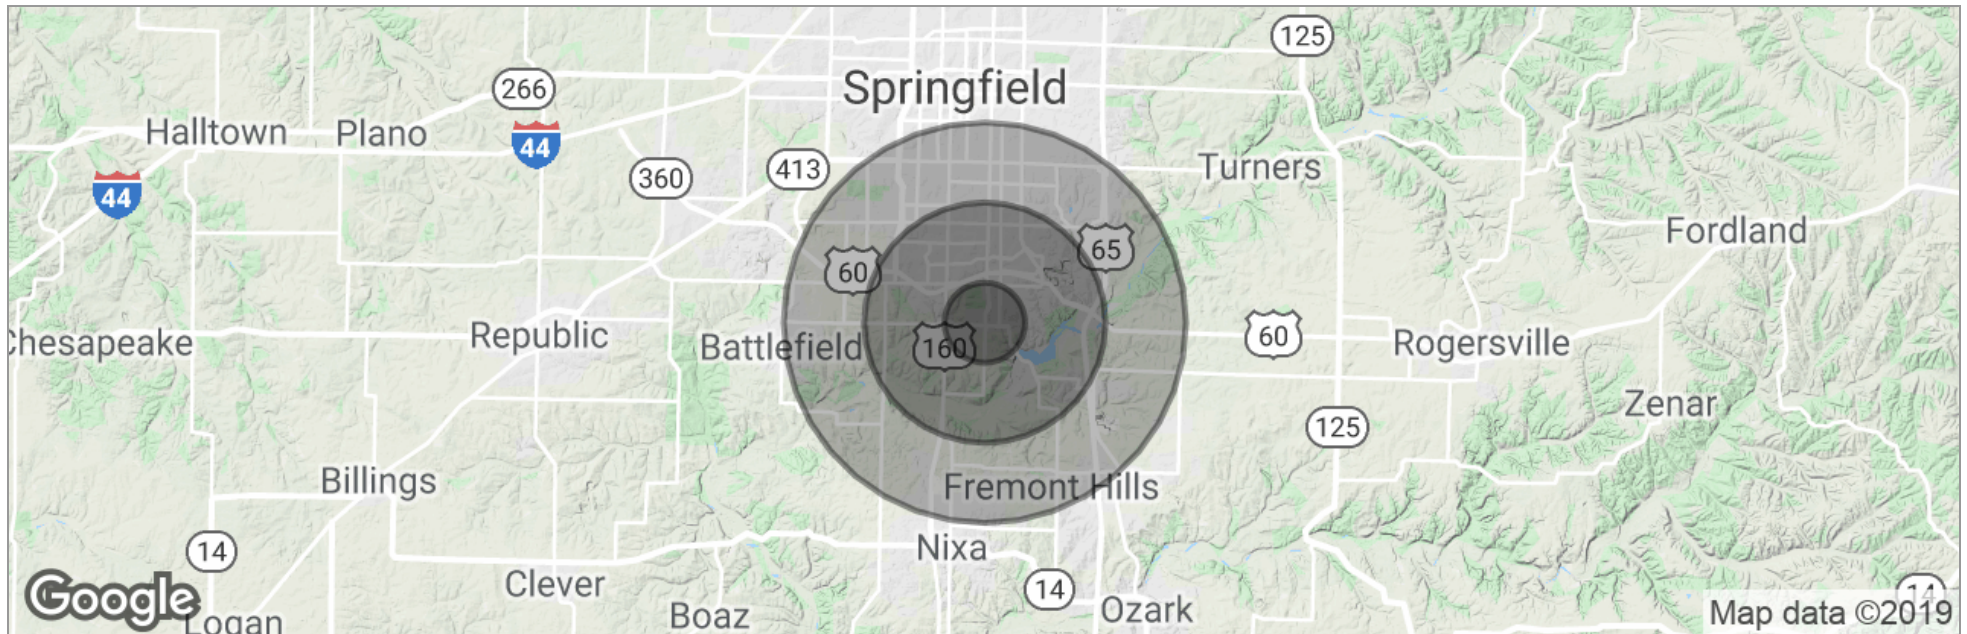 125
Springfield
266
Halltown
Plano
44
413
Turners
360
44
Fordland
65
60
Republic
Battlefield
160
60
Rogersville
Chesapeake
Zenar
125
Billings
Fremont Hills
14
Nixa
Clever
14
Ozark
14
Google
Boaz
Logan
Map data ©2019